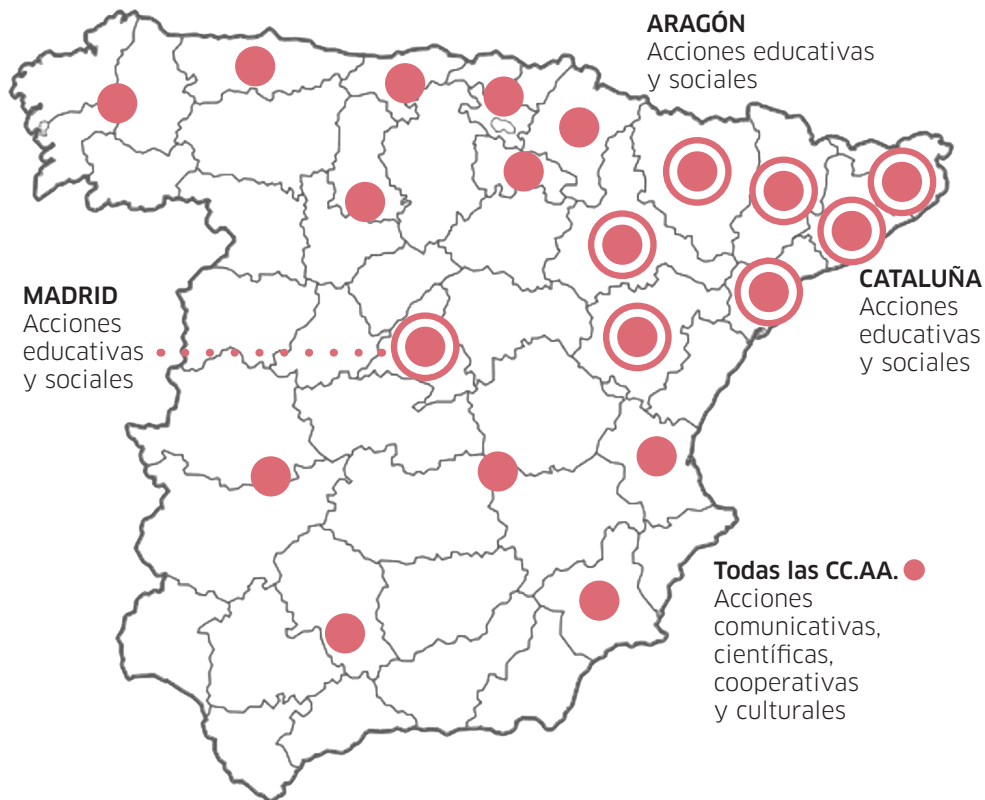 ARAGÓN
Acciones educativas
y sociales
MADRID
Acciones
educativas
y sociales
CATALUÑA
Acciones
educativas
y sociales
Todas las CC.AA.
Acciones
comunicativas,
científicas,
cooperativas
y culturales